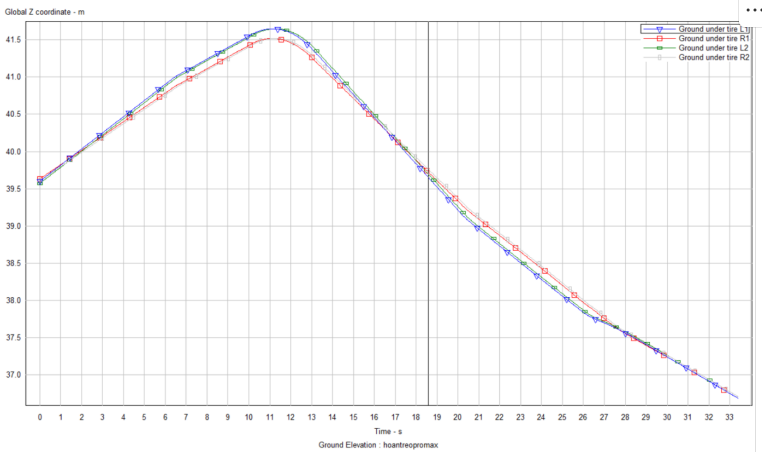 Global Z coordinate - m
Ground under tire L1
Ground under tire R1
Ground under tire L2
Ground under tire R2
41.5
41.0
40.5
40.0
39.5
39.0
38.5
38.0
37.5
37.0
0 1 2 3 4 5 6 7 8 9 10 11 12 13 14 15 16 17 18 19 20 21 22 23 24 25 26 27 28 29 30 31 32 33
Time - s
Ground Elevation : hoantreopromax